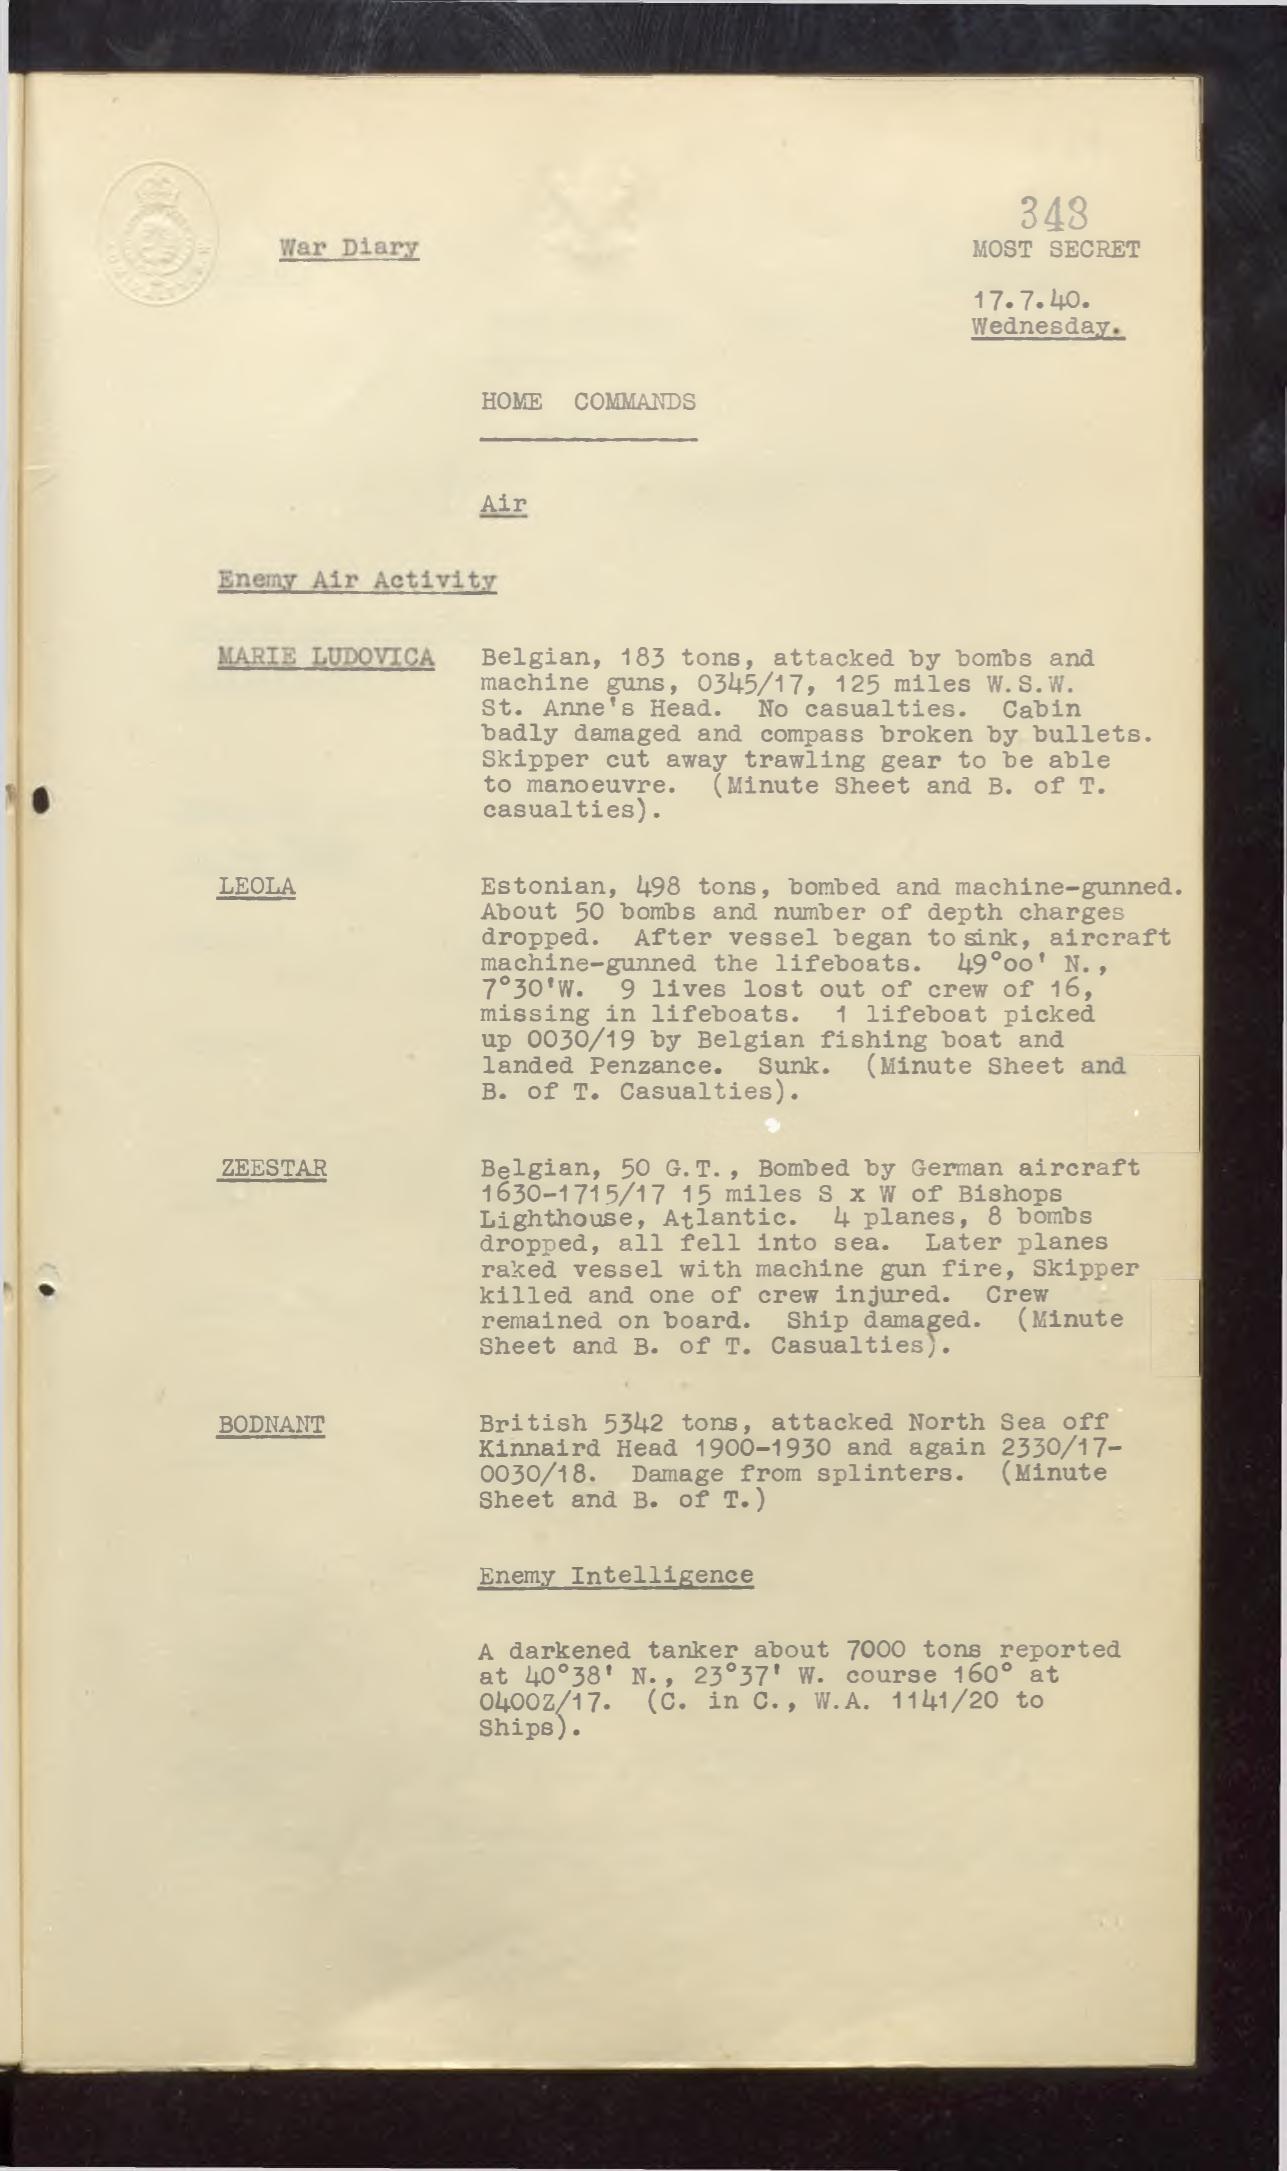 348
War Diary
MOST SECRET
17.7.40.
Wednesday.
HOME COMMANDS
Air
Enemy Air Activity
MARIE LUDOVICA
Belgian, 183 tons, attacked by bombs and
machine guns, 0345/17, 125 miles W.S.W.
St. Anne's Head. No casualties. Cabin
badly damaged and compass broken by bullets.
Skipper cut away trawling gear to be able
to manoeuvre. (Minute Sheet and B. of T.
casualties).
LEOLA
Estonian, 498 tons, bombed and machine-gunned.
About 50 bombs and number of depth charges
dropped. After vessel began to sink, aircraft
machine-gunned the lifeboats. 49°oo' N.,
7°30'W. 9 lives lost out of crew of 16,
missing in lifeboats. 1 lifeboat picked
up 0030/19 by Belgian fishing boat and
landed Penzance. Sunk. (Minute Sheet and
B. of T. Casualties).
ZEESTAR
Belgian, 50 G.T., Bombed by German aircraft
1630-1715/17 15 miles S x W of Bishops
Lighthouse, Atlantic. 4 planes, 8 bombs
dropped, all fell into sea. Later planes
raked vessel with machine gun fire, Skipper
killed and one of crew injured. Crew
remained on board. Ship damaged. (Minute
Sheet and B. of T. Casualties).
BODNANT
British 5342 tons, attacked North Sea off
Kinnaird Head 1900-1930 and again 2330/17-
0030/18. Damage from splinters. (Minute
Sheet and B. of T.)
Enemy Intelligence
A darkened tanker about 7000 tons reported
at 40°38' N., 23°37' W. course 160° at
0400Z/17. (C. in C., W.A. 1141/20 to
Ships).